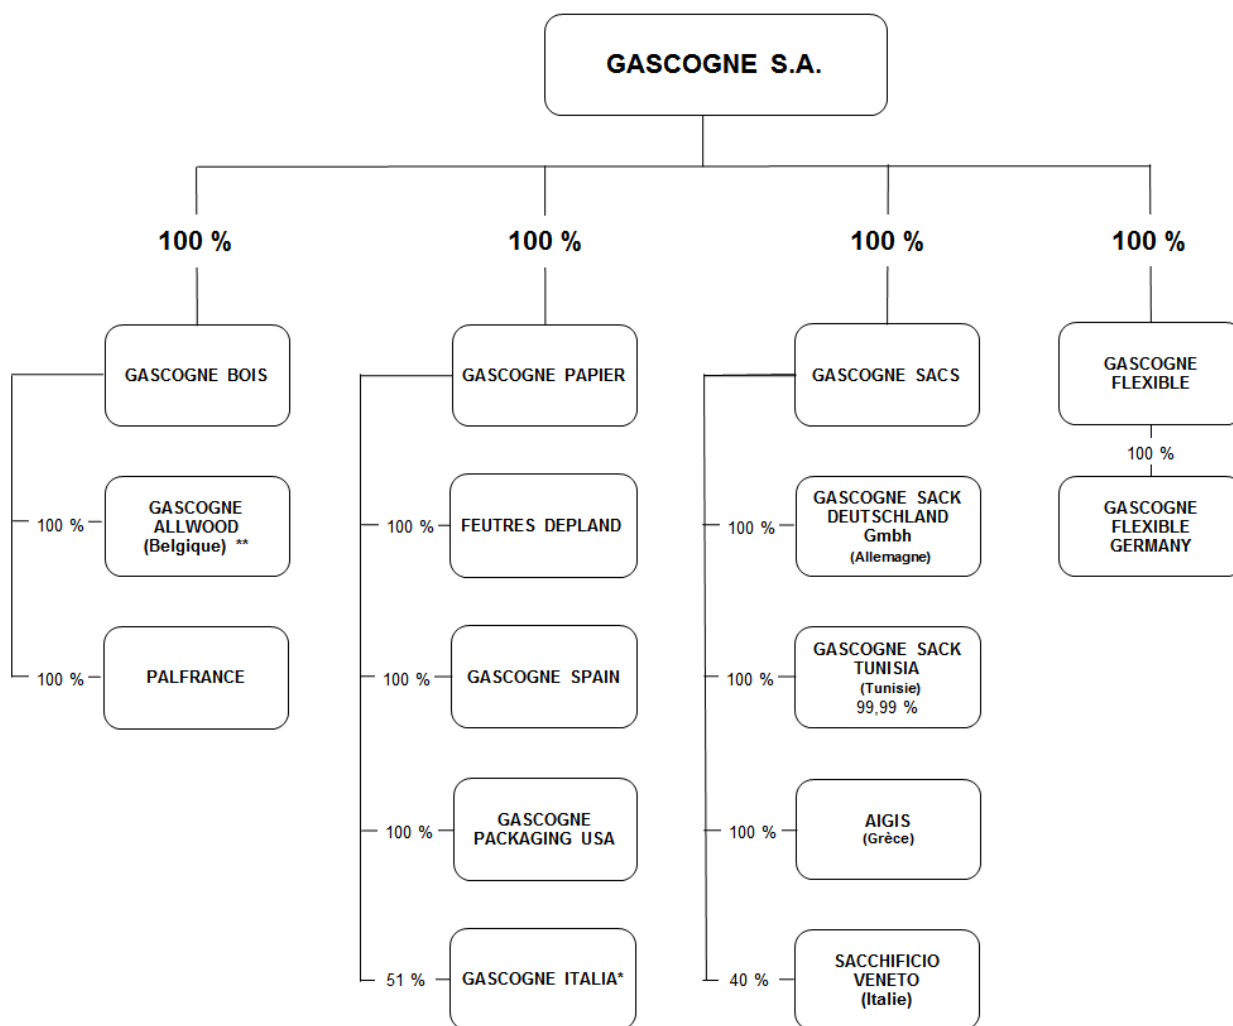 GASCOGNE S.A.
100 %
100 %
100 %
100 %
GASCOGNE BOIS
GASCOGNE PAPIER
GASCOGNE SACS
GASCOGNE
FLEXIBLE
100 %
100 %
GASCOGNE
ALLWOOD
(Belgique) **
100 %
FEUTRES DEPLAND
100 %
GASCOGNE SACK
DEUTSCHLAND
Gmbh
(Allemagne)
GASCOGNE
FLEXIBLE
GERMANY
100 %
PALFRANCE
100 %
GASCOGNE SPAIN
100 %
GASCOGNE SACK
TUNISIA
(Tunisie)
99,99 %
100 %
GASCOGNE
PACKAGING USA
100 %
AIGIS
(Grèce)
51 %
GASCOGNE ITALIA*
40 %
SACCHIFICIO
VENETO
(Italie)